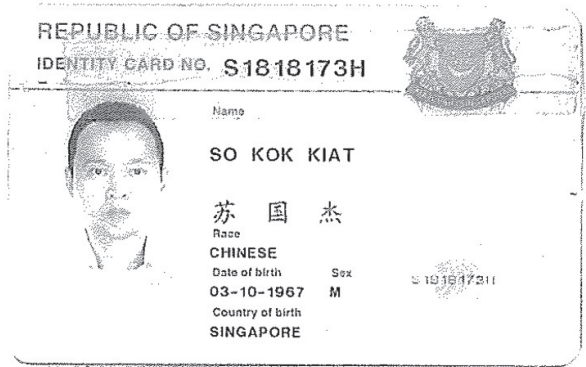 REPUBLIC OF SINGAPORE
IDENTITY CARD NO. S1818173H
Name
SO KOK KIAT
苏 国 杰
Race
CHINESE
Date of birth Sex
03-10-1967 M
S1818173H
Country of birth
SINGAPORE